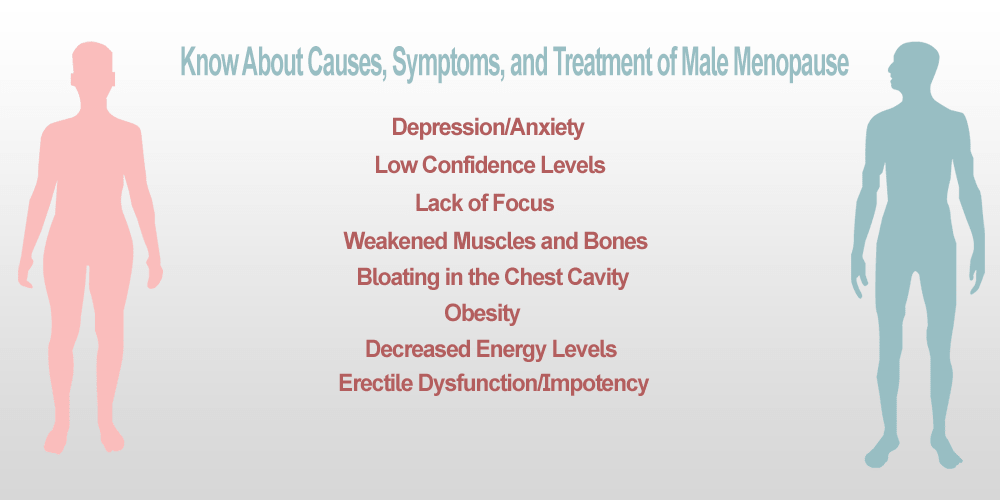 Know About Causes, Symptoms, and Treatment of Male Menopause
Depression/Anxiety
Low Confidence Levels
Lack of Focus
Weakened Muscles and Bones
Bloating in the Chest Cavity
Obesity
Decreased Energy Levels
Erectile Dysfunction/Impotency